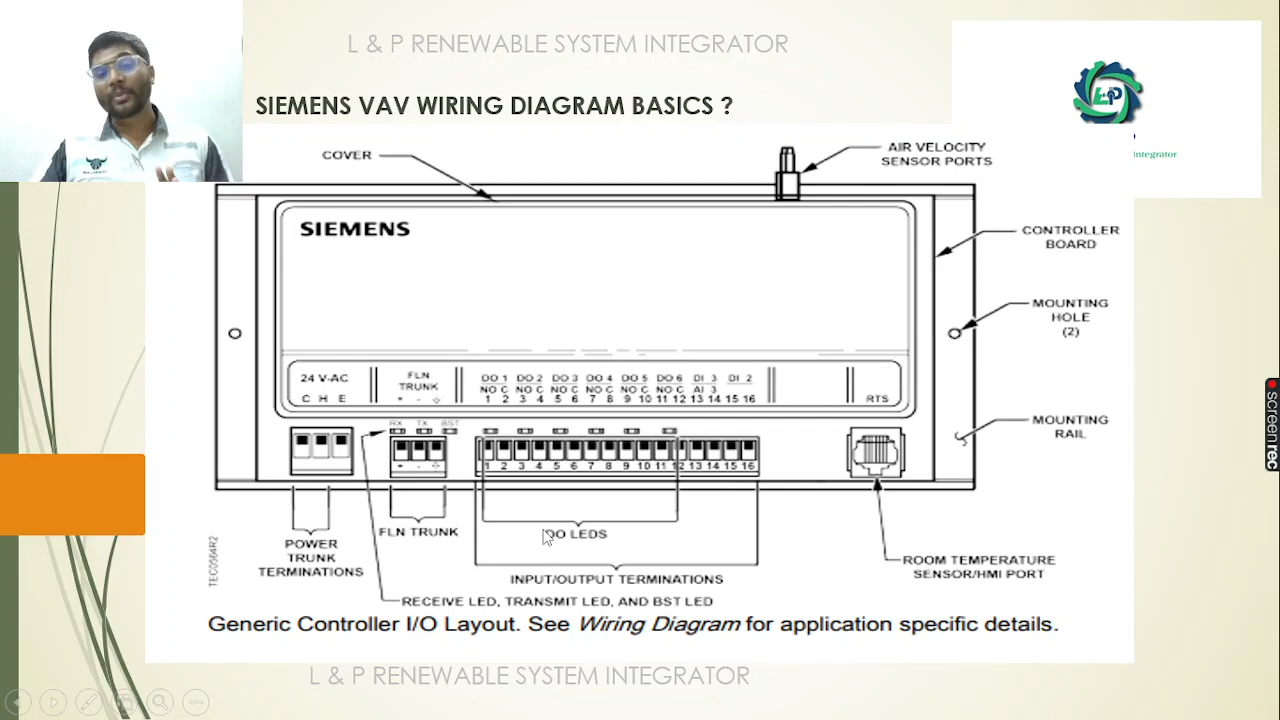 L & P RENEWABLE SYSTEM INTEGRATOR
SIEMENS VAV WIRING DIAGRAM BASICS ?
L&P
Integrator
COVER
AIR VELOCITY
SENSOR PORTS
SIEMENS
CONTROLLER
BOARD
MOUNTING
HOLE
(2)
24 V-AC
C H E
FLN
TRUNK
+ -
DO 1 DO 2 DO 3 DO 4 DO 5 DO 6 DI 3 DI 2
NO C NO C NO C NO C NO C NO C AI 3
1 2 3 4 5 6 7 8 9 10 11 12 13 14 15 16
RTS
RX TX BST
+ -
1 2 3 4 5 6 7 8 9 10 11 12 13 14 15 16
MOUNTING
RAIL
POWER
TRUNK
TERMINATIONS
FLN TRUNK
DO LEDS
INPUT/OUTPUT TERMINATIONS
ROOM TEMPERATURE
SENSOR/HMI PORT
RECEIVE LED, TRANSMIT LED, AND BST LED
TEC0564R2
Generic Controller I/O Layout. See Wiring Diagram for application specific details.
L & P RENEWABLE SYSTEM INTEGRATOR
screenrec